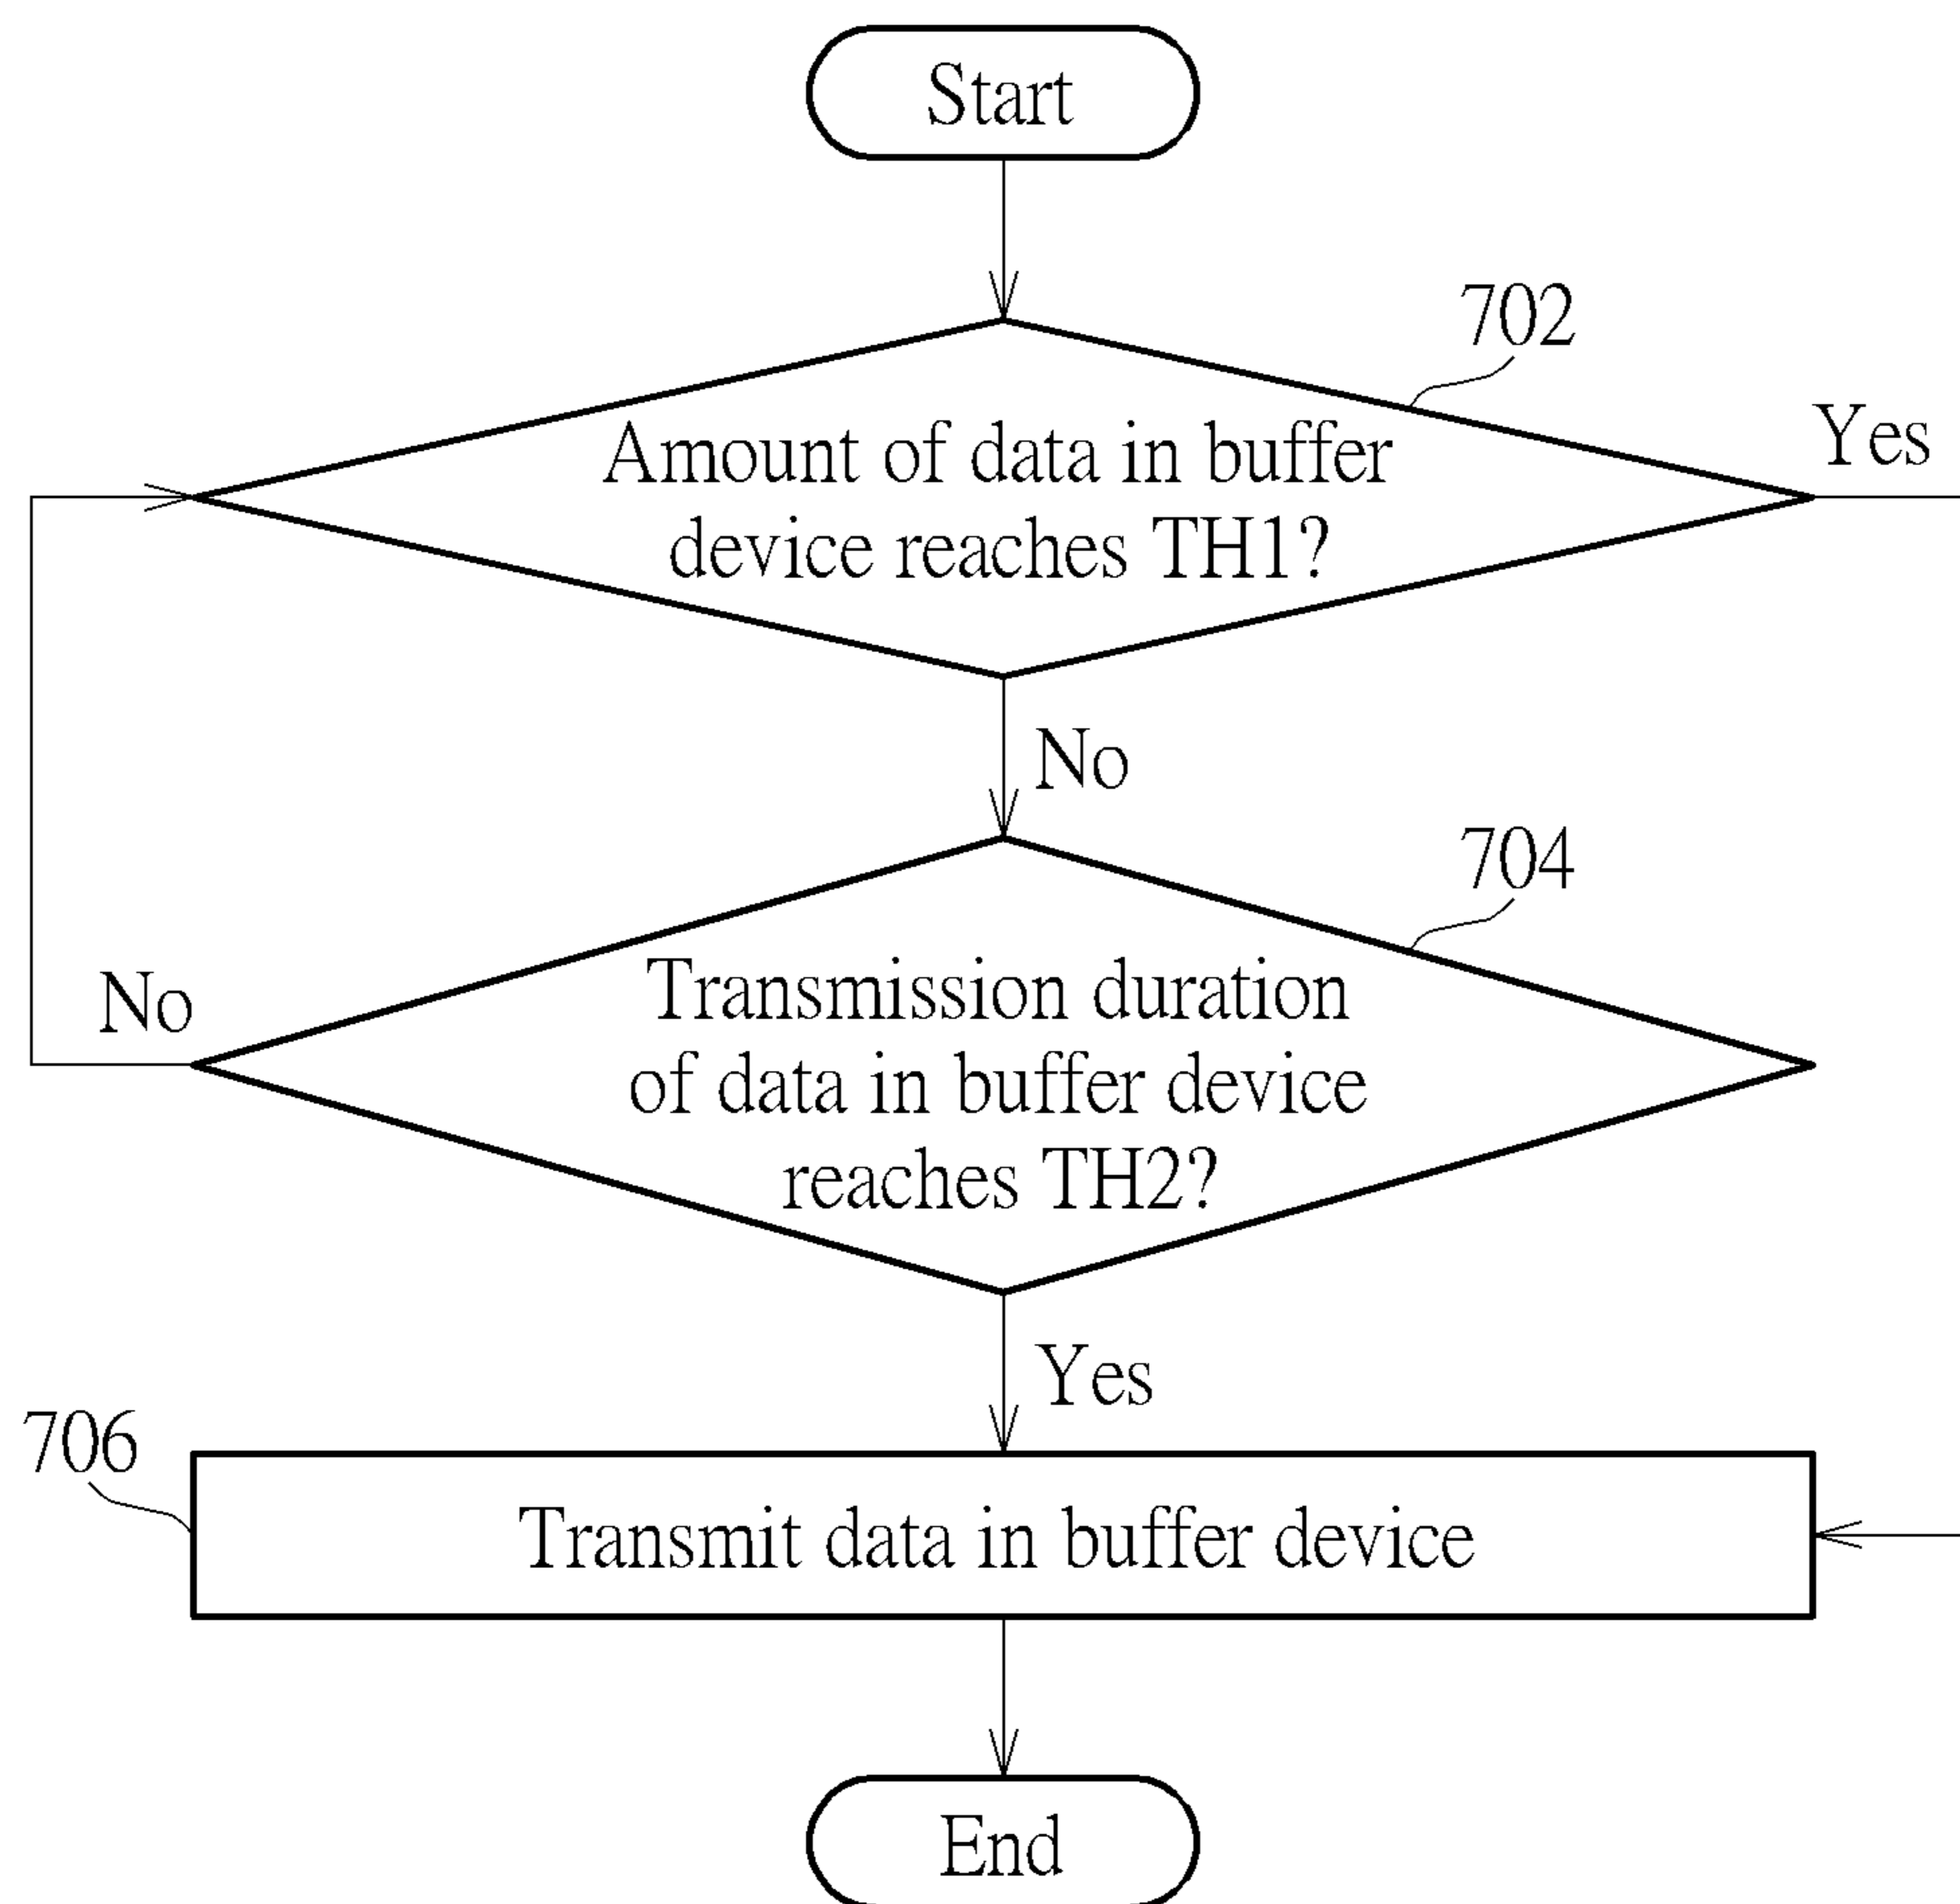 Start
702
Yes
Amount of data in buffer
device reaches TH1?
No
704
No
Transmission duration
of data in buffer device
reaches TH2?
Yes
706
Transmit data in buffer device
End